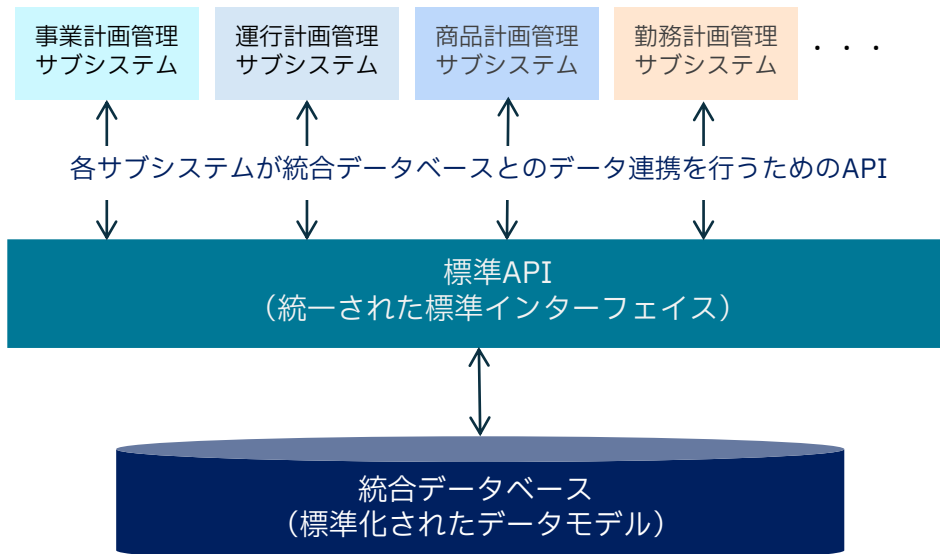 事業計画管理
サブシステム
運行計画管理
サブシステム
商品計画管理
サブシステム
勤務計画管理
サブシステム
・・・
各サブシステムが統合データベースとのデータ連携を行うためのAPI
標準API
（統一された標準インターフェイス）
統合データベース
（標準化されたデータモデル）